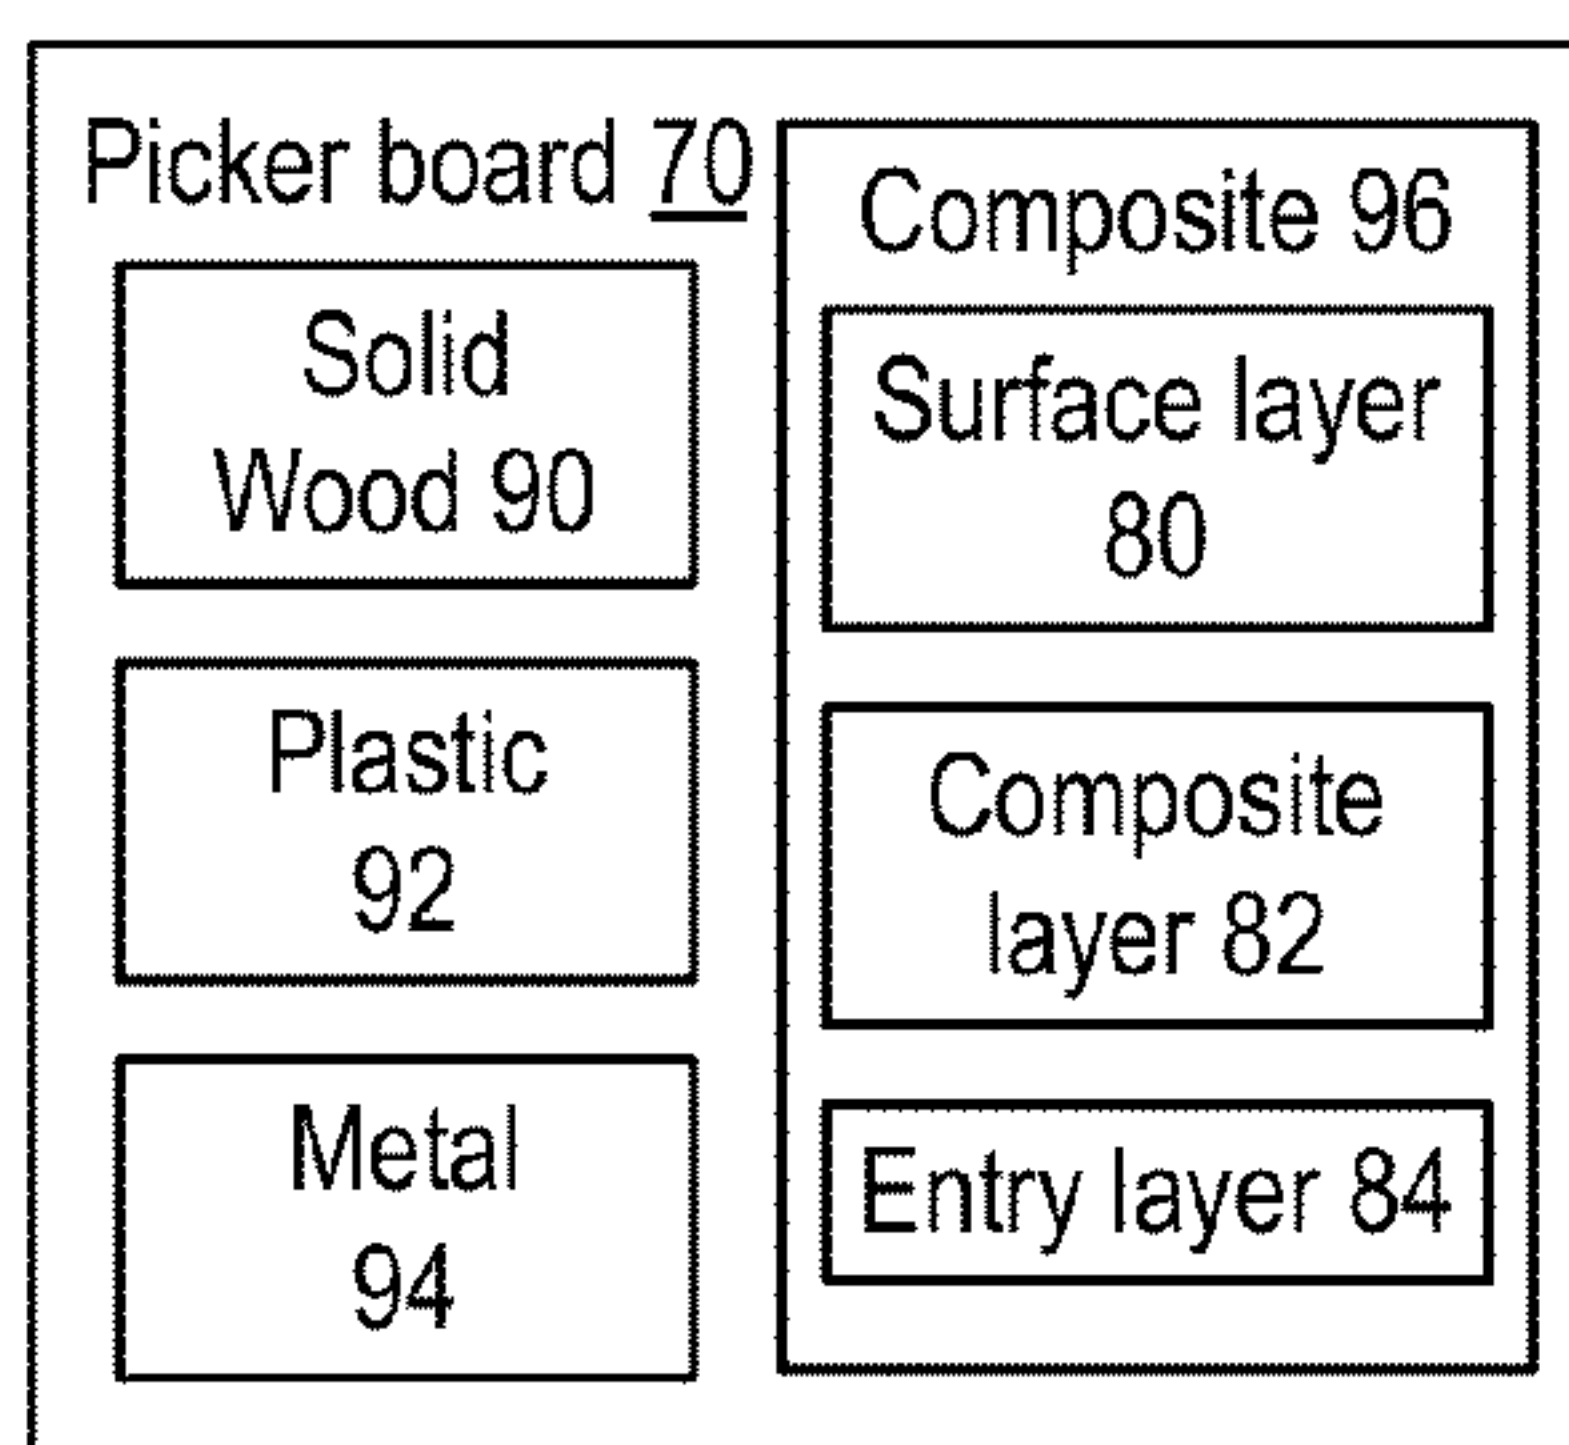 Picker board 70
Solid
Wood 90
Plastic
92
Metal
94
Composite 96
Surface layer
80
Composite
layer 82
Entry layer 84